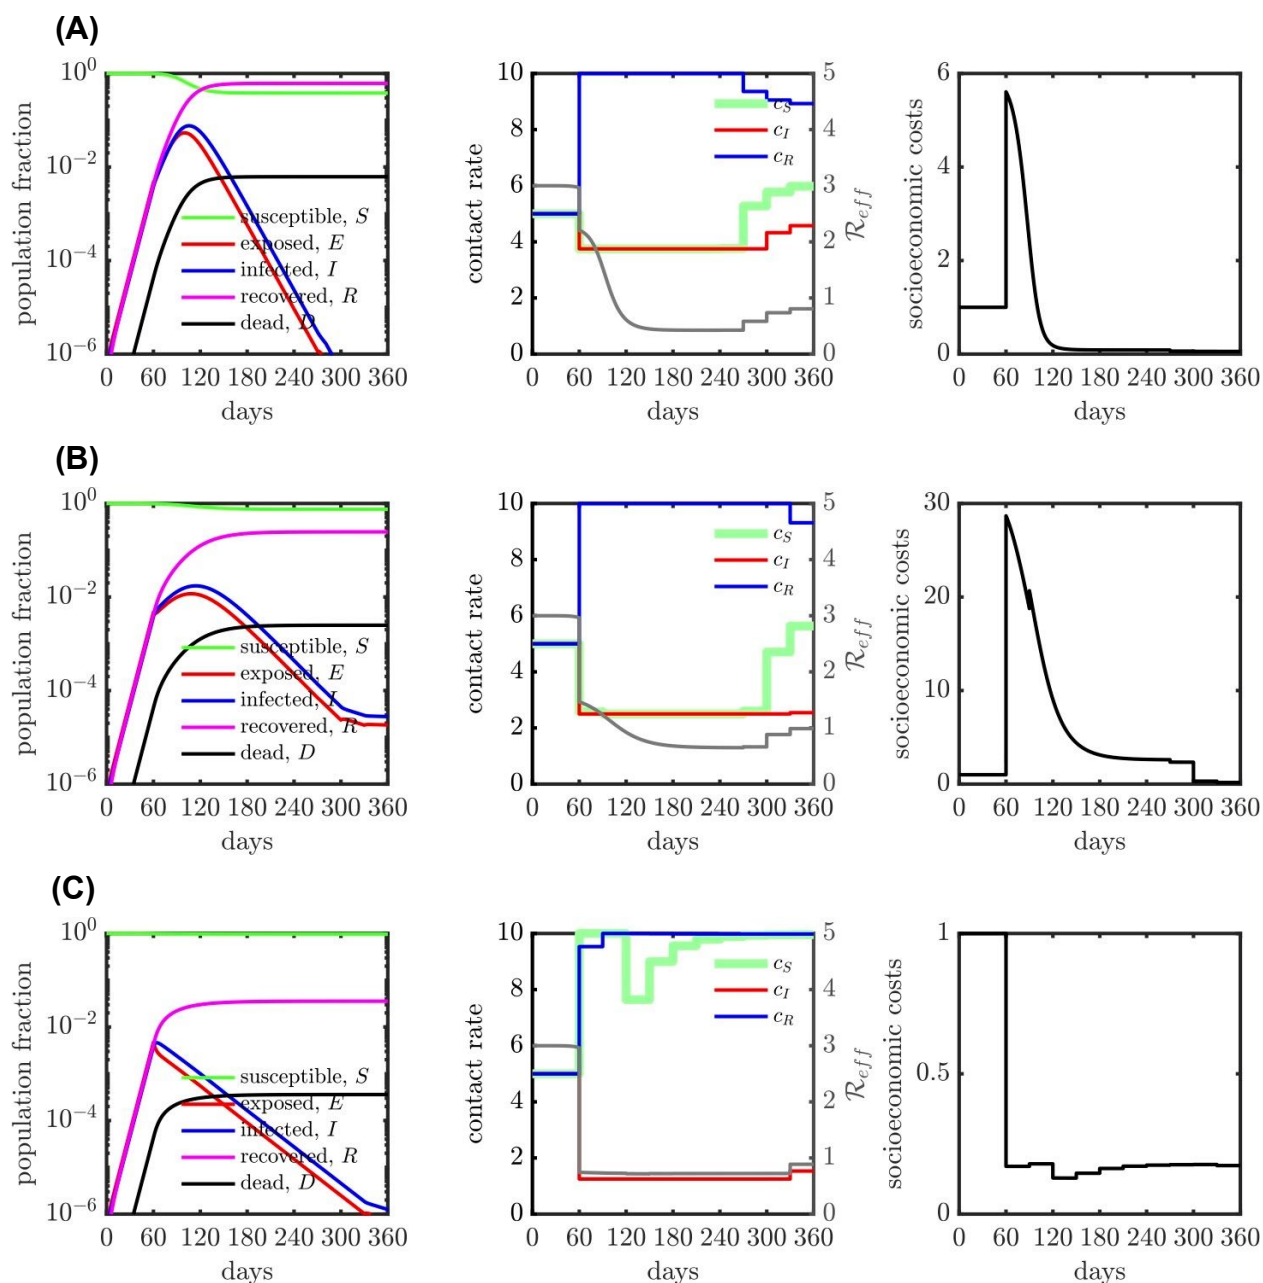 (A)
population fraction
10^0
10^-2
10^-4
10^-6
susceptible, S
exposed, E
infected, I
recovered, R
dead, D
0 60 120 180 240 300 360
days
contact rate
10
8
6
4
2
0
c_S
c_I
c_R
5
4
3
2
1
0
R_eff
0 60 120 180 240 300 360
days
socioeconomic costs
6
4
2
0
0 60 120 180 240 300 360
days
(B)
population fraction
10^0
10^-2
10^-4
10^-6
susceptible, S
exposed, E
infected, I
recovered, R
dead, D
0 60 120 180 240 300 360
days
contact rate
10
8
6
4
2
0
c_S
c_I
c_R
5
4
3
2
1
0
R_eff
0 60 120 180 240 300 360
days
socioeconomic costs
30
20
10
0
0 60 120 180 240 300 360
days
(C)
population fraction
10^0
10^-2
10^-4
10^-6
susceptible, S
exposed, E
infected, I
recovered, R
dead, D
0 60 120 180 240 300 360
days
contact rate
10
8
6
4
2
0
c_S
c_I
c_R
5
4
3
2
1
0
R_eff
0 60 120 180 240 300 360
days
socioeconomic costs
1
0.5
0
0 60 120 180 240 300 360
days